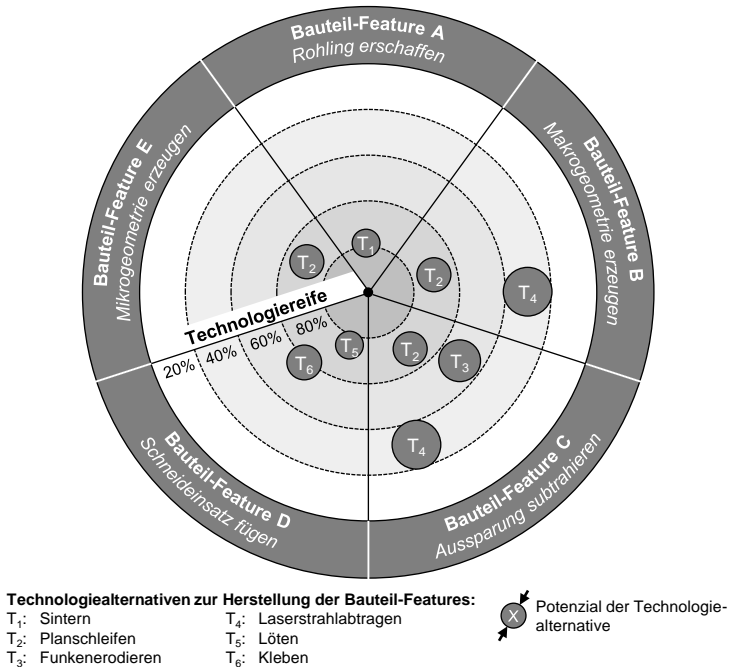 Bauteil-Feature A
Rohling erschaffen
Bauteil-Feature B
Makrogeometrie erzeugen
Bauteil-Feature C
Aussparung subtrahieren
Bauteil-Feature D
Schneideinsatz fügen
Bauteil-Feature E
Mikrogeometrie erzeugen
T1
T2
T2
T4
Technologiereife
20% 40% 60% 80%
T5
T2
T6
T3
T4
Technologiealternativen zur Herstellung der Bauteil-Features:
T1: Sintern
T2: Planschleifen
T3: Funkenerodieren
T4: Laserstrahlabtragen
T5: Löten
T6: Kleben
X
Potenzial der Technologie-
alternative